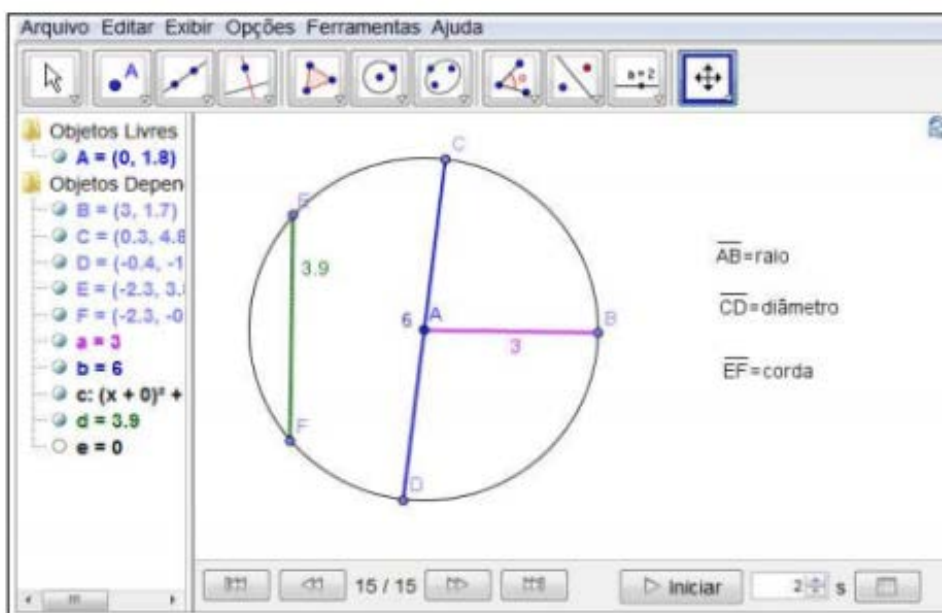 Arquivo Editar Exibir Opções Ferramentas Ajuda
A
a=2
Objetos Livres
A = (0, 1.8)
Objetos Depen
B = (3, 1.7)
C = (0.3, 4.8
D = (-0.4, -1
E = (-2.3, 3.
F = (-2.3, -0
a = 3
b = 6
c: (x + 0)² +
d = 3.9
e = 0
C
E
3.9
6
A
B
3
F
D
AB=raio
CD=diâmetro
EF=corda
15 / 15
Iniciar
2
s